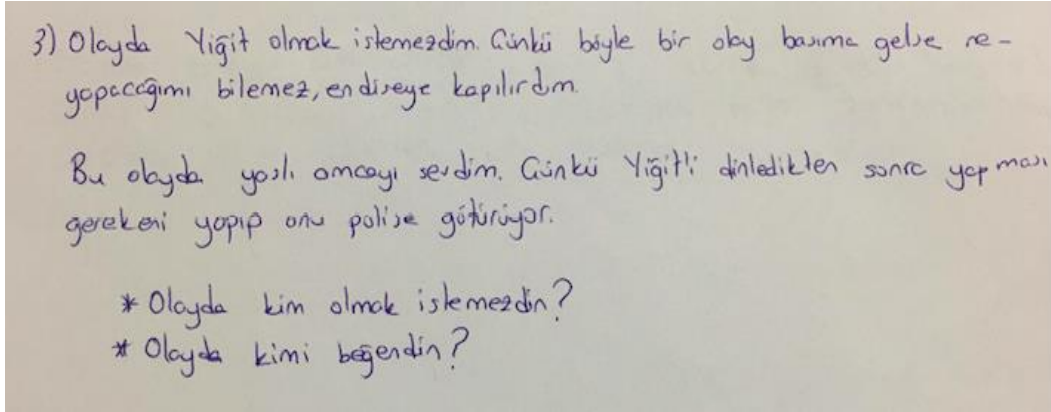 3) Olayda Yiğit olmak istemezdim. Çünkü böyle bir olay başıma gelse ne-
yapacağımı bilemez, endişeye kapılırdım.
Bu olayda yaşlı amcayı sevdim. Çünkü Yiğit'i dinledikten sonra yapması
gerekeni yapıp onu polise götürüyor.
* Olayda kim olmak istemezdin?
* Olayda kimi beğendin?